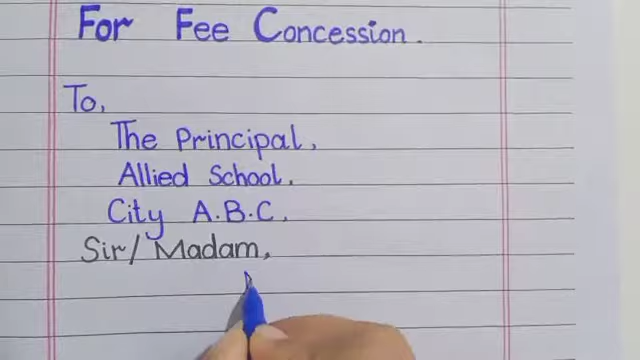 For Fee Concession.
To,
The Principal,
Allied School,
City A.B.C,
Sir/Madam,